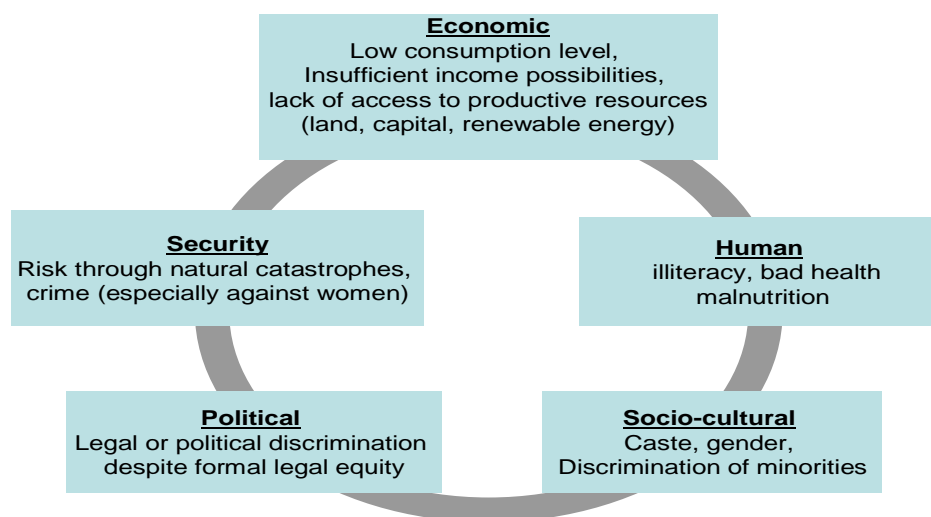 Economic
Low consumption level,
Insufficient income possibilities,
lack of access to productive resources
(land, capital, renewable energy)
Security
Risk through natural catastrophes,
crime (especially against women)
Human
illiteracy, bad health
malnutrition
Political
Legal or political discrimination
despite formal legal equity
Socio-cultural
Caste, gender,
Discrimination of minorities